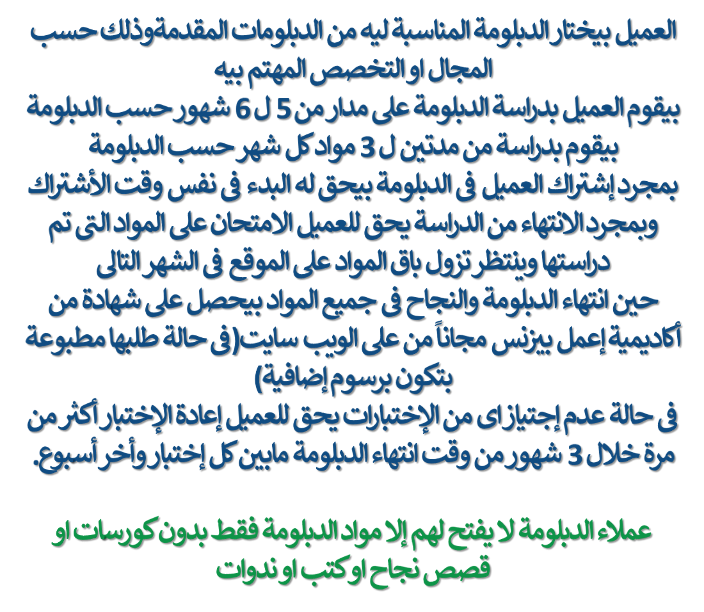 العميل بيختار الدبلومة المناسبة ليه من الدبلومات المقدمةوذلك حسب
المجال او التخصص المهتم بيه
بيقوم العميل بدراسة الدبلومة على مدار من 5 ل 6 شهور حسب الدبلومة
بيقوم بدراسة من مدتين ل 3 موادكل شهر حسب الدبلومة
بمجرد إشتراك العميل فى الدبلومة بيحق له البدء فى نفس وقت الأشتراك
وبمجرد الانتهاء من الدراسة يحق للعميل الامتحان على المواد التى تم
دراستها وينتظر تزول باق المواد على الموقع فى الشهر التالى
حين انتهاء الدبلومة والنجاح فى جميع المواد بيحصل على شهادة من
أكاديمية إعمل بيزنس مجاناً من على الويب سايت(فى حالة طلبها مطبوعة
بتكون برسوم إضافية)
فى حالة عدم إجتياز اى من الإختبارات يحق للعميل إعادة الإختبار أكثر من
مرة خلال 3 شهور من وقت انتهاء الدبلومة مابين كل إختبار وأخر أسبوع.
عملاء الدبلومة لا يفتح لهم إلا مواد الدبلومة فقط بدون كورسات او
قصص نجاح او كتب او ندوات